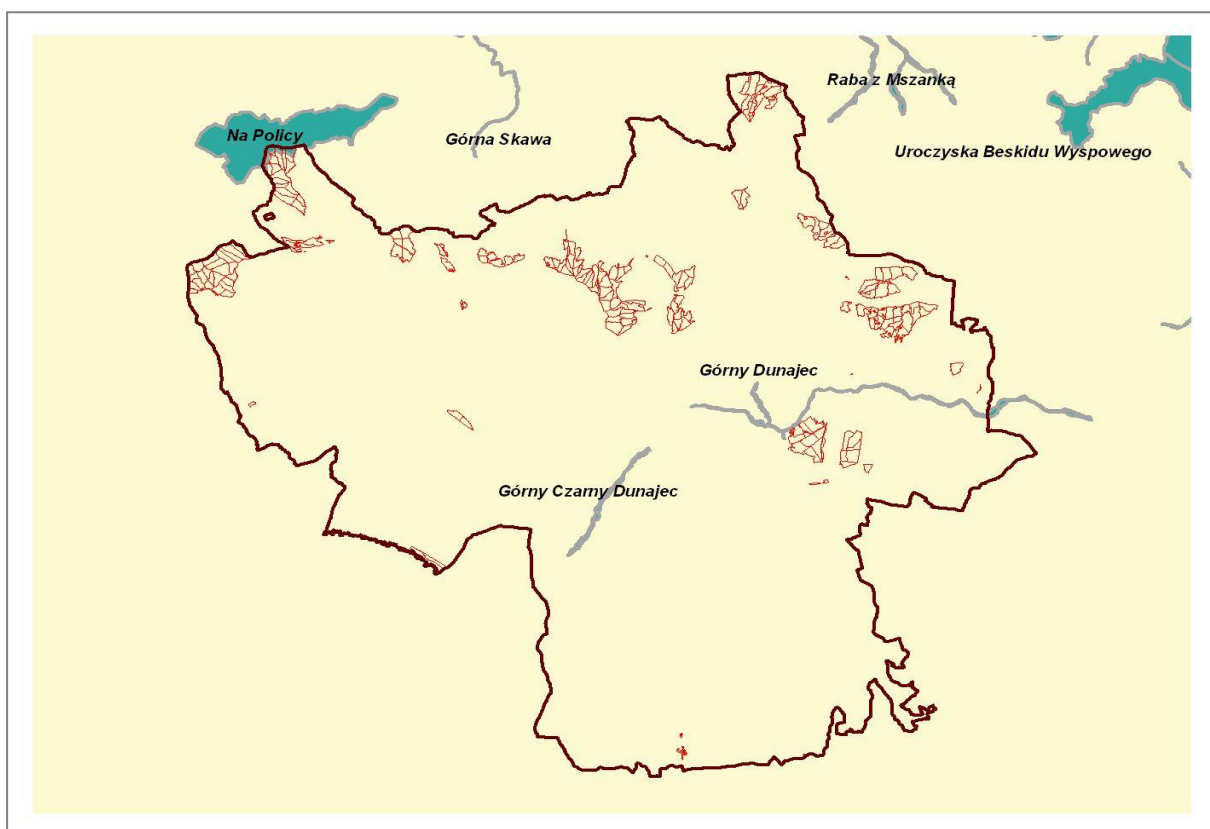 Raba z Mszanką
Na Policy
Górna Skawa
Uroczyska Beskidu Wyspowego
Górny Dunajec
Górny Czarny Dunajec